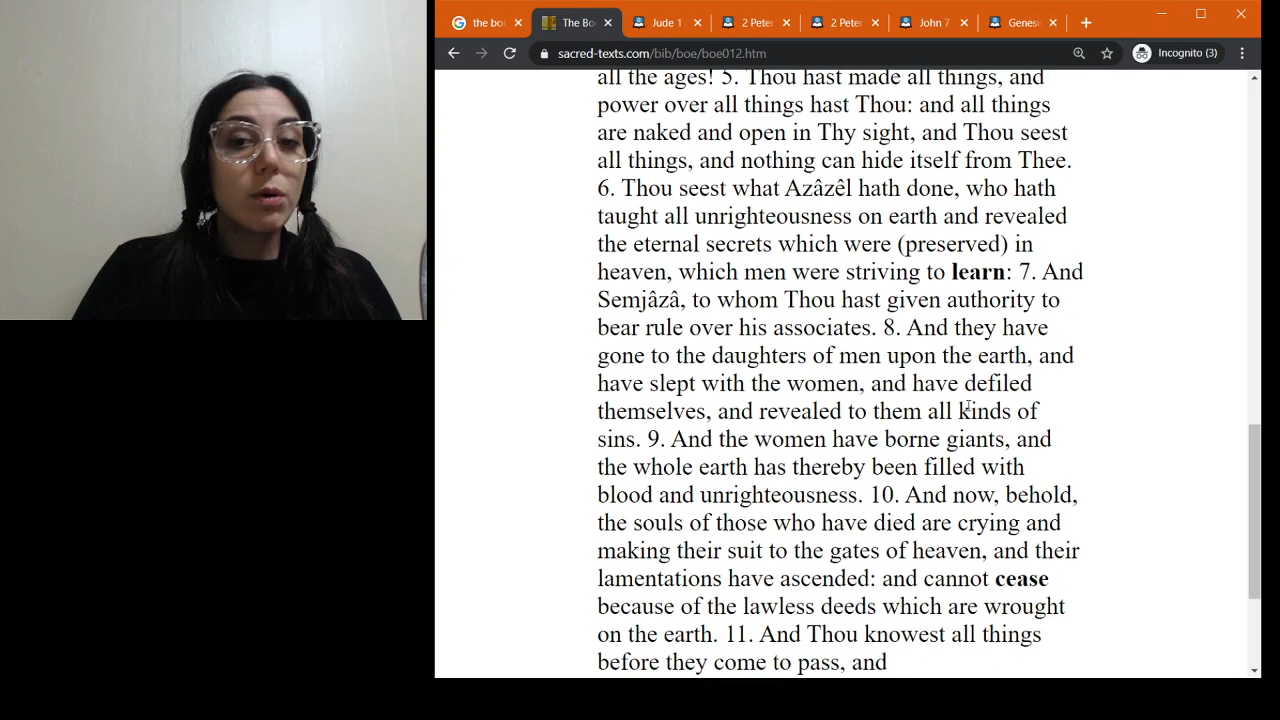 the boo
The Boo
Jude 1
2 Peter
2 Peter
John 7
Genesis
sacred-texts.com/bib/boe/boe012.htm
Incognito (3)
all the ages! 5. Thou hast made all things, and
power over all things hast Thou: and all things
are naked and open in Thy sight, and Thou seest
all things, and nothing can hide itself from Thee.
6. Thou seest what Azâzêl hath done, who hath
taught all unrighteousness on earth and revealed
the eternal secrets which were (preserved) in
heaven, which men were striving to learn: 7. And
Semjâzâ, to whom Thou hast given authority to
bear rule over his associates. 8. And they have
gone to the daughters of men upon the earth, and
have slept with the women, and have defiled
themselves, and revealed to them all kinds of
sins. 9. And the women have borne giants, and
the whole earth has thereby been filled with
blood and unrighteousness. 10. And now, behold,
the souls of those who have died are crying and
making their suit to the gates of heaven, and their
lamentations have ascended: and cannot cease
because of the lawless deeds which are wrought
on the earth. 11. And Thou knowest all things
before they come to pass, and